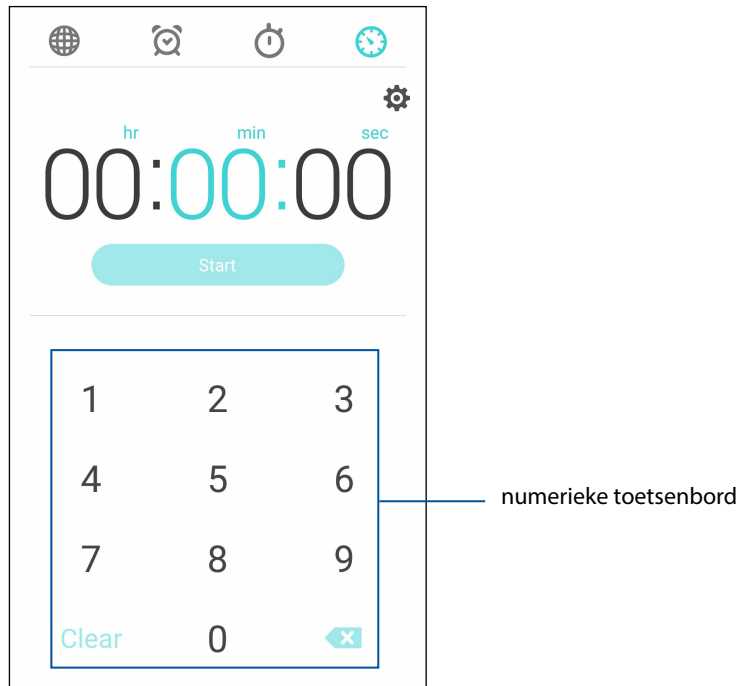 hr min sec
00:00:00
Start
1 2 3
4 5 6
numerieke toetsenbord
7 8 9
Clear 0